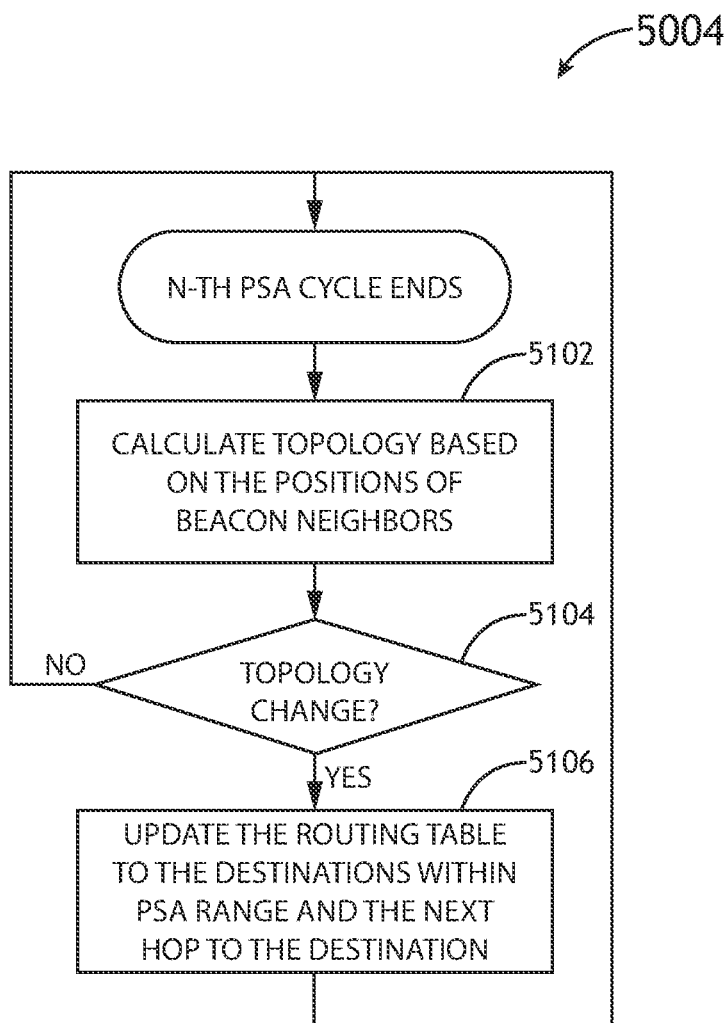 5004
N-TH PSA CYCLE ENDS
5102
CALCULATE TOPOLOGY BASED
ON THE POSITIONS OF
BEACON NEIGHBORS
5104
NO
TOPOLOGY
CHANGE?
YES
5106
UPDATE THE ROUTING TABLE
TO THE DESTINATIONS WITHIN
PSA RANGE AND THE NEXT
HOP TO THE DESTINATION